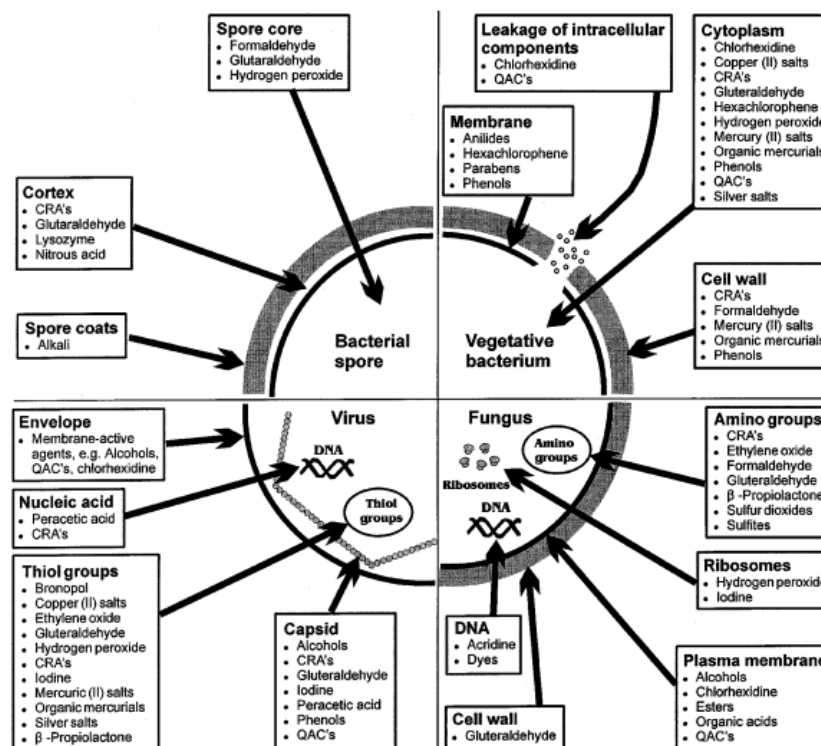 Spore core
• Formaldehyde
• Glutaraldehyde
• Hydrogen peroxide
Leakage of intracellular
components
• Chlorhexidine
• QAC's
Cytoplasm
• Chlorhexidine
• Copper (II) salts
• CRA's
• Gluteraldehyde
• Hexachlorophene
• Hydrogen peroxide
• Mercury (II) salts
• Organic mercurials
• Phenols
• QAC's
• Silver salts
Membrane
• Anilides
• Hexachlorophene
• Parabens
• Phenols
Cortex
• CRA's
• Glutaraldehyde
• Lysozyme
• Nitrous acid
Cell wall
• CRA's
• Formaldehyde
• Mercury (II) salts
• Organic mercurials
• Phenols
Spore coats
• Alkali
Bacterial
spore
Vegetative
bacterium
Envelope
• Membrane-active
agents, e.g. Alcohols,
QAC's, chlorhexidine
Virus
DNA
Thiol
groups
Fungus
Amino
groups
Ribosomes
DNA
Amino groups
• CRA's
• Ethylene oxide
• Formaldehyde
• Gluteraldehyde
• β -Propiolactone
• Sulfur dioxides
• Sulfites
Nucleic acid
• Peracetic acid
• CRA's
Thiol groups
• Bronopol
• Copper (II) salts
• Ethylene oxide
• Gluteraldehyde
• Hydrogen peroxide
• CRA's
• Iodine
• Mercuric (II) salts
• Organic mercurials
• Silver salts
• β -Propiolactone
Capsid
• Alcohols
• CRA's
• Gluteraldehyde
• Iodine
• Peracetic acid
• Phenols
• QAC's
DNA
• Acridine
• Dyes
Cell wall
• Gluteraldehyde
Ribosomes
• Hydrogen peroxide
• Iodine
Plasma membrane
• Alcohols
• Chlorhexidine
• Esters
• Organic acids
• QAC's